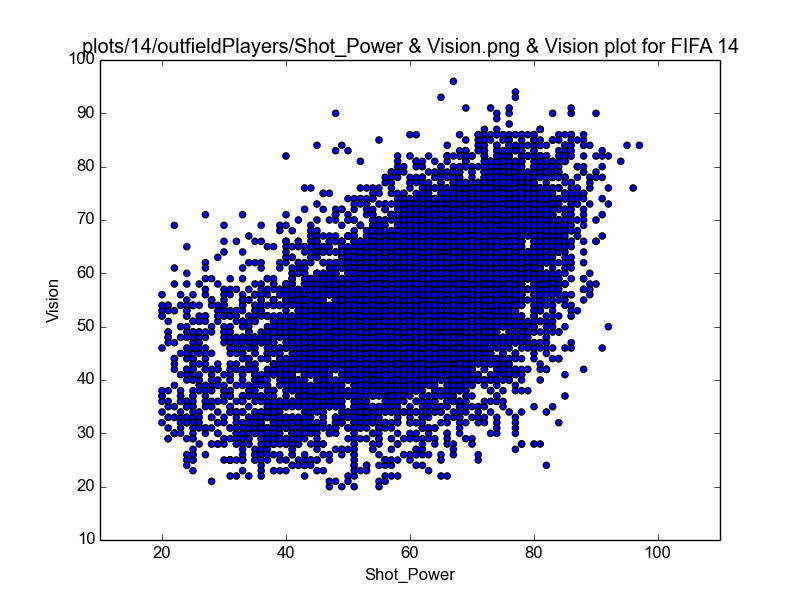 plots/14/outfieldPlayers/Shot_Power & Vision.png & Vision plot for FIFA 14
100
90
80
70
60
50
40
30
20
10
Vision
20 40 60 80 100
Shot_Power